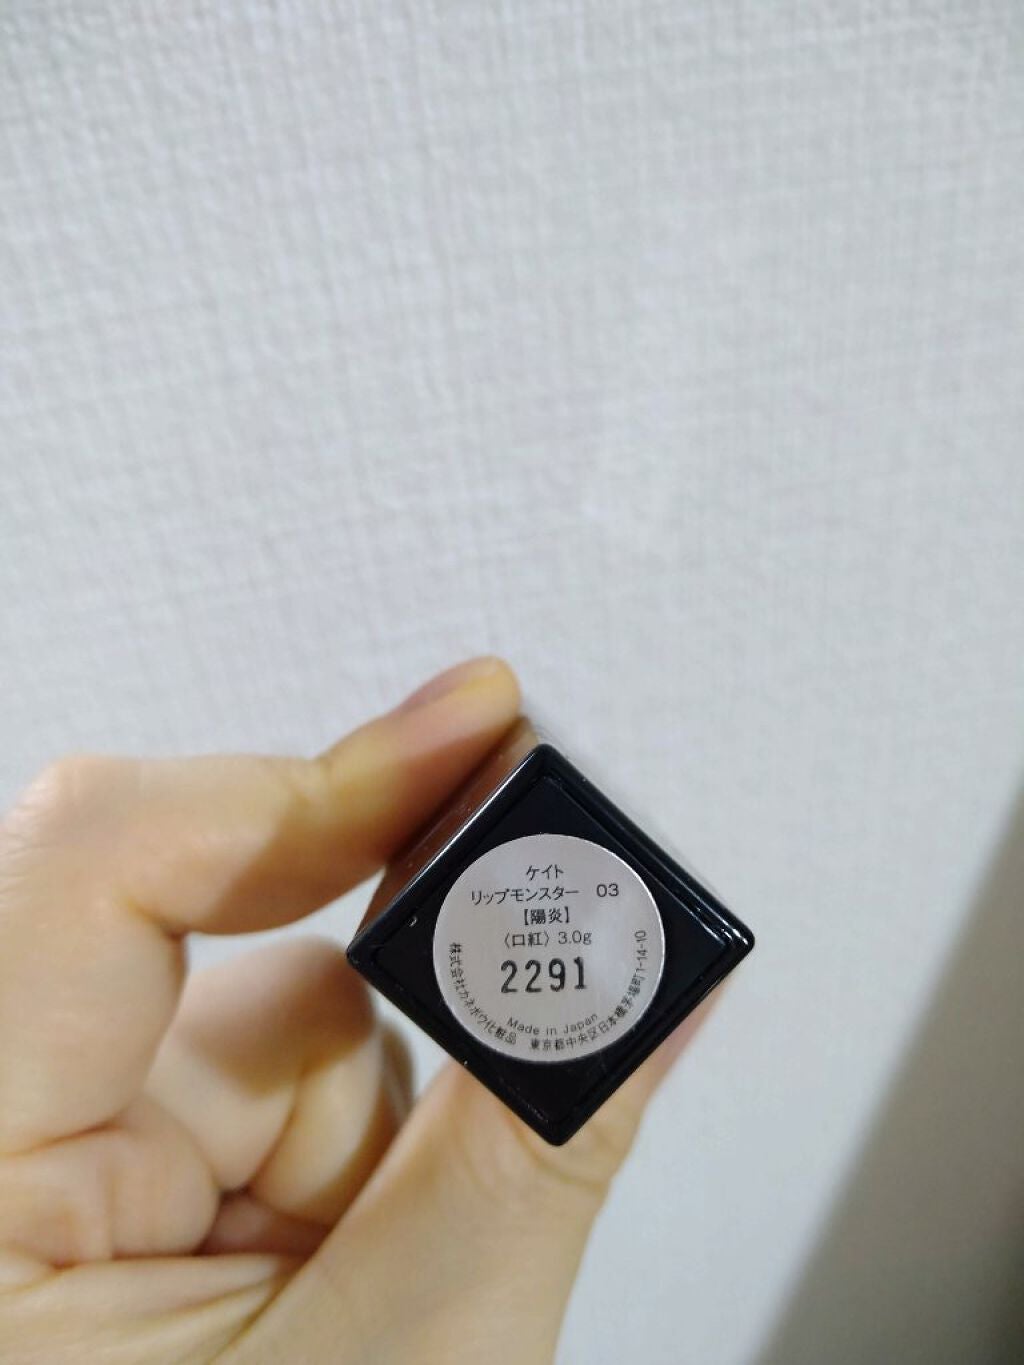 ケイト
リップモンスター 03
【陽炎】
〈口紅〉 3.0g
2291
Made in Japan
株式会社カネボウ化粧品 東京都中央区日本橋茅場町1-14-10